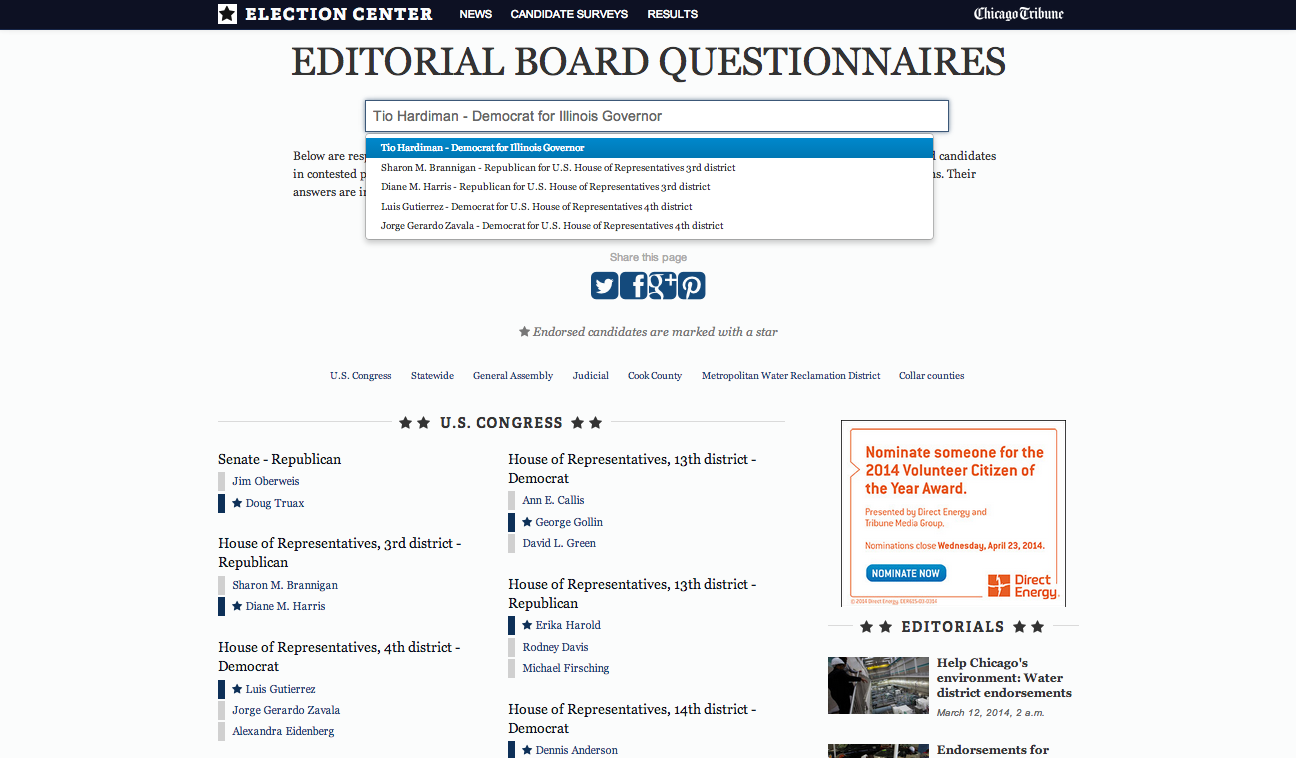 ELECTION CENTER NEWS CANDIDATE SURVEYS RESULTS Chicago Tribune
EDITORIAL BOARD QUESTIONNAIRES
Tio Hardiman - Democrat for Illinois Governor
Tio Hardiman - Democrat for Illinois Governor
Sharon M. Brannigan - Republican for U.S. House of Representatives 3rd district
Diane M. Harris - Republican for U.S. House of Representatives 3rd district
Luis Gutierrez - Democrat for U.S. House of Representatives 4th district
Jorge Gerardo Zavala - Democrat for U.S. House of Representatives 4th district
Below are candidates
in contested Their
answers are
Share this page
★ Endorsed candidates are marked with a star
U.S. Congress Statewide General Assembly Judicial Cook County Metropolitan Water Reclamation District Collar counties
★ ★ U.S. CONGRESS ★ ★
Senate - Republican
Jim Oberweis
★ Doug Truax
House of Representatives, 3rd district -
Republican
Sharon M. Brannigan
★ Diane M. Harris
House of Representatives, 4th district -
Democrat
★ Luis Gutierrez
Jorge Gerardo Zavala
Alexandra Eidenberg
House of Representatives, 13th district -
Democrat
Ann E. Callis
★ George Gollin
David L. Green
House of Representatives, 13th district -
Republican
★ Erika Harold
Rodney Davis
Michael Firsching
House of Representatives, 14th district -
Democrat
★ Dennis Anderson
Nominate someone for the
2014 Volunteer Citizen of
the Year Award.
Presented by Direct Energy and
Tribune Media Group.
Nominations close Wednesday, April 23, 2014.
NOMINATE NOW
Direct
Energy.
★ ★ EDITORIALS ★ ★
Help Chicago's
environment: Water
district endorsements
March 12, 2014, 2 a.m.
Endorsements for